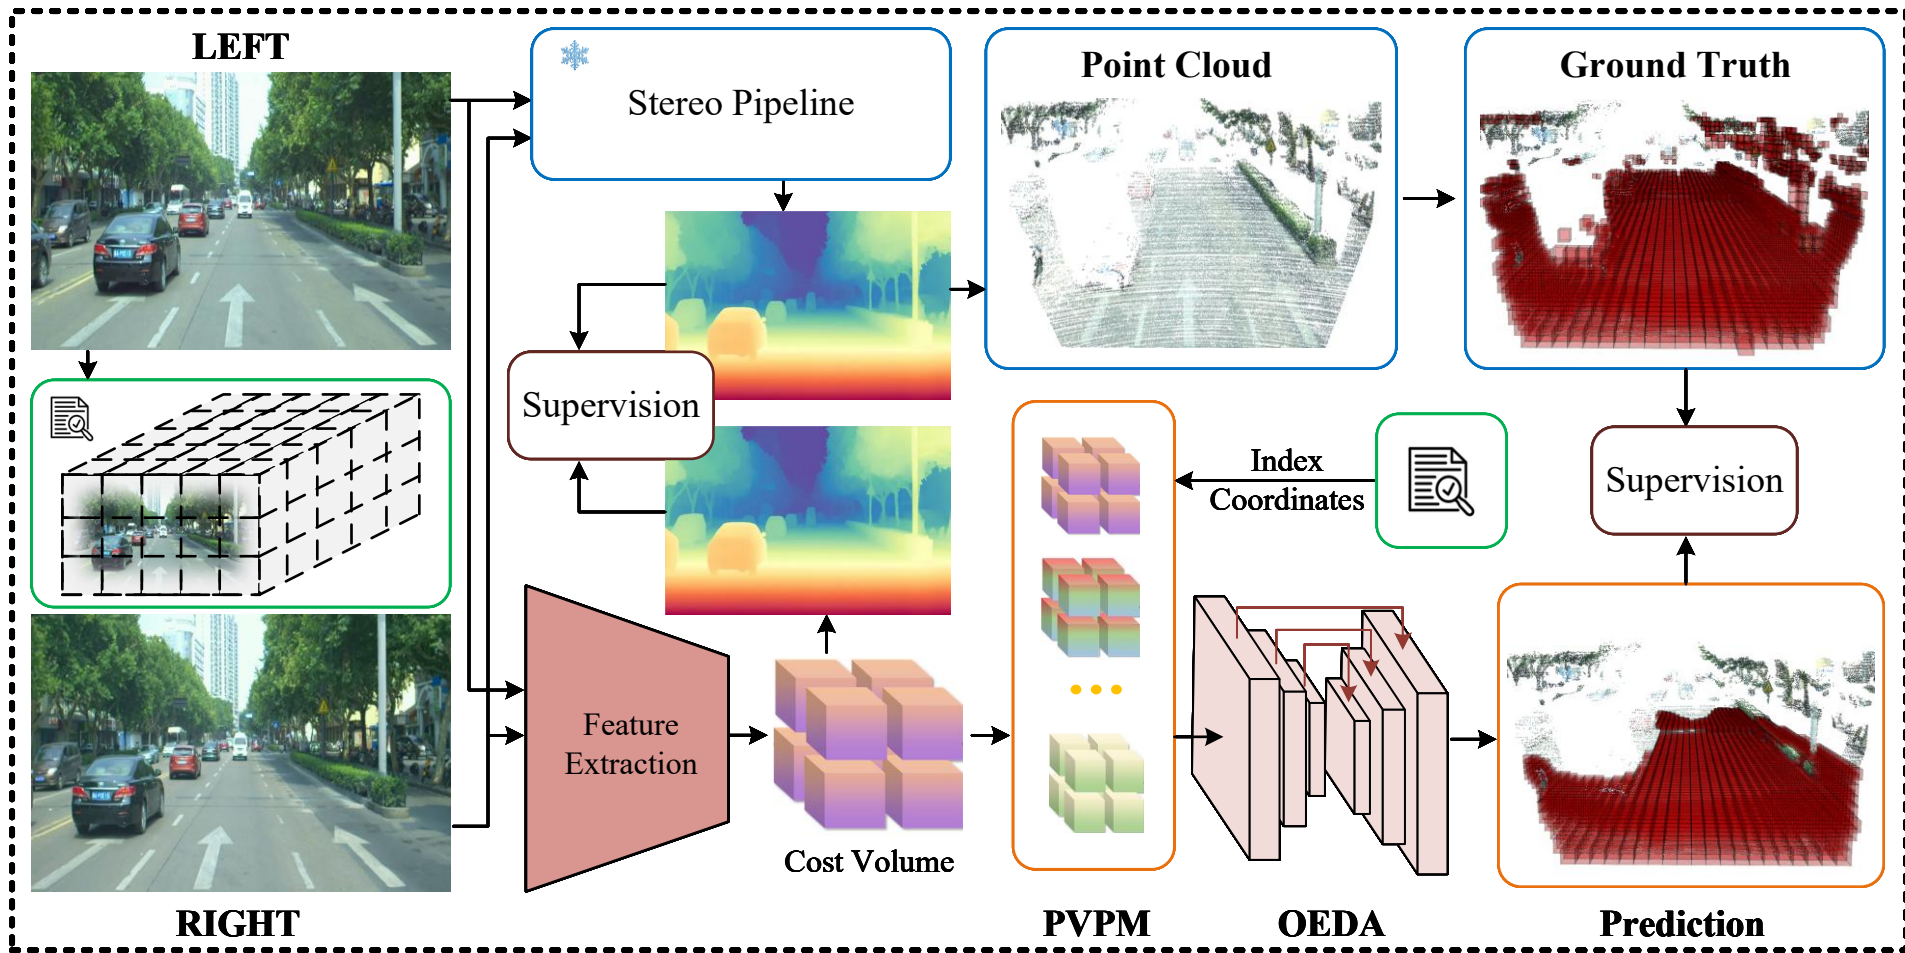 LEFT
Stereo Pipeline
Point Cloud
Ground Truth
Supervision
Index
Coordinates
Supervision
Feature
Extraction
Cost Volume
RIGHT
PVPM
OEDA
Prediction